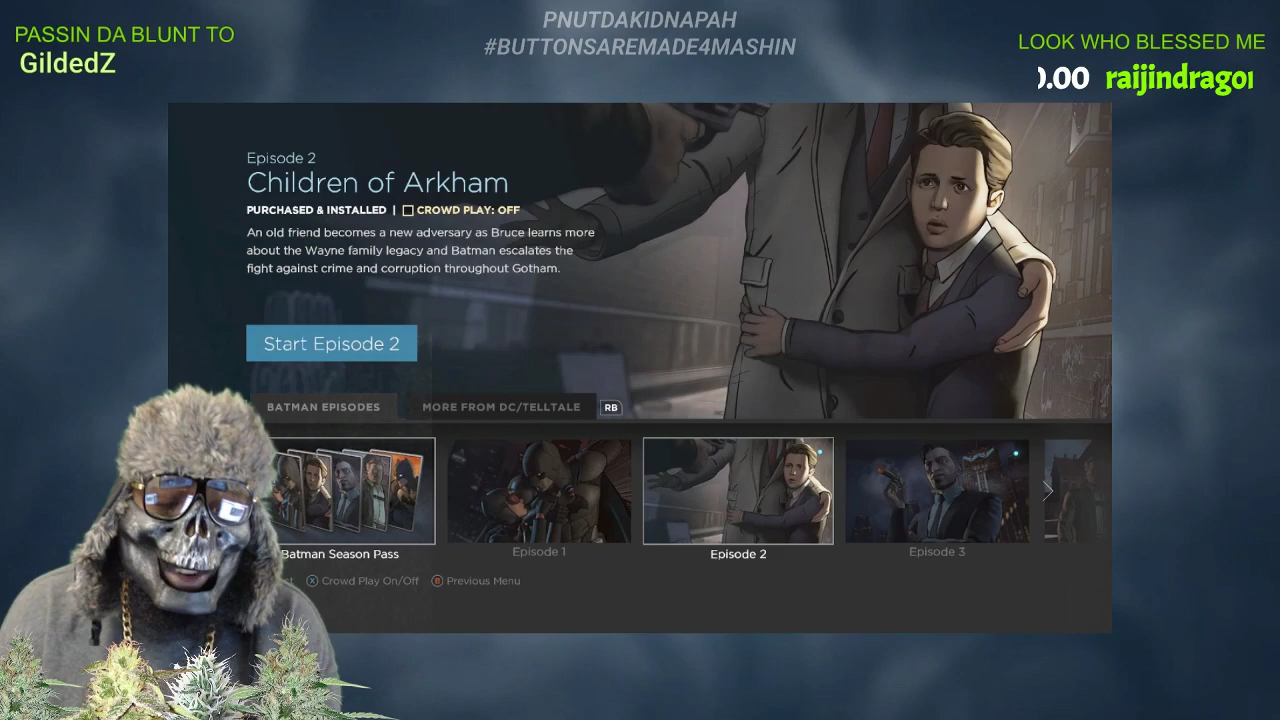 PASSIN DA BLUNT TO
GildedZ
PNUTDAKIDNAPAH
#BUTTONSAREMADE4MASHIN
LOOK WHO BLESSED ME
.00 raijindrago
Episode 2
Children of Arkham
PURCHASED & INSTALLED | CROWD PLAY: OFF
An old friend becomes a new adversary as Bruce learns more
about the Wayne family legacy and Batman escalates the
fight against crime and corruption throughout Gotham.
Start Episode 2
BATMAN EPISODES MORE FROM DC/TELLTALE RB
Batman Season Pass Episode 1 Episode 2 Episode 3
X Crowd Play On/Off B Previous Menu